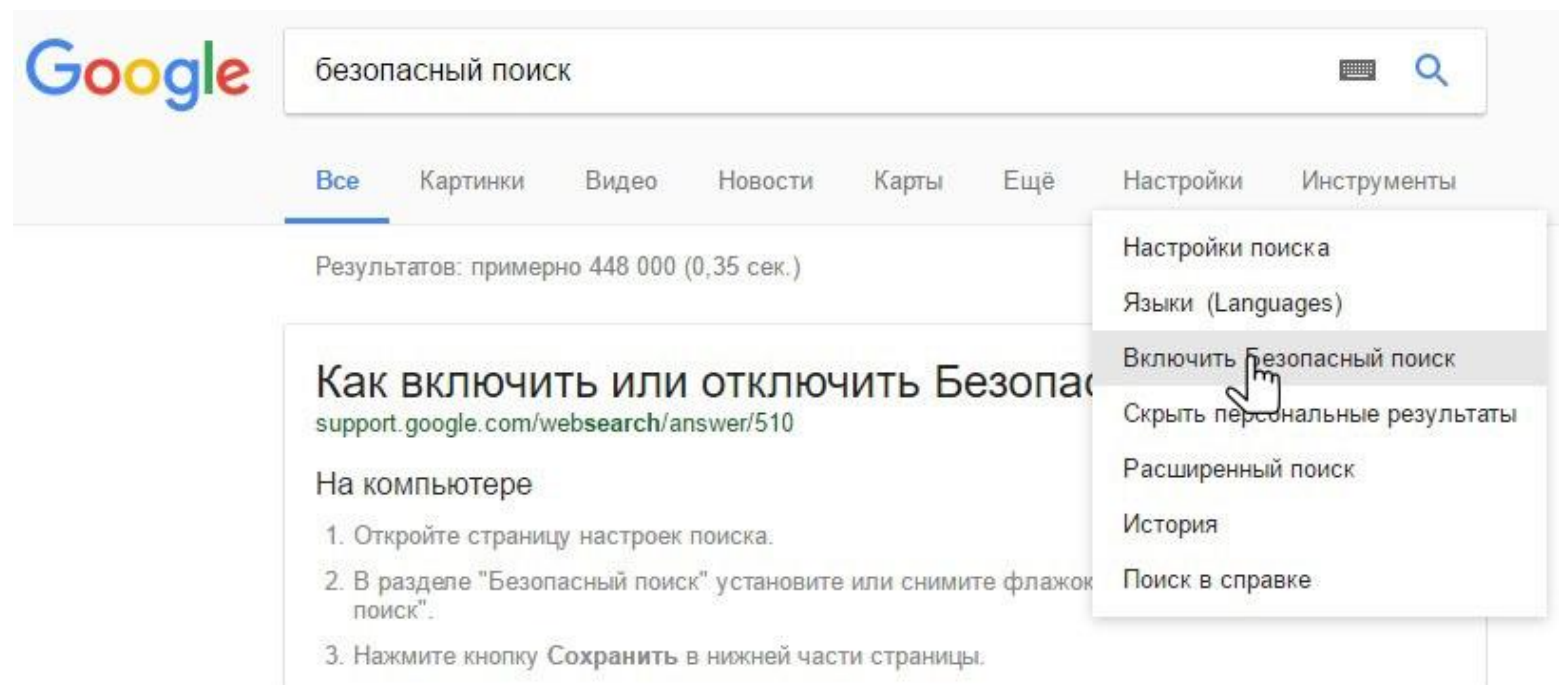 Google
безопасный поиск
Все Картинки Видео Новости Карты Ещё Настройки Инструменты
Результатов: примерно 448 000 (0,35 сек.)
Настройки поиска
Языки (Languages)
Включить Безопасный поиск
Скрыть персональные результаты
Расширенный поиск
История
Поиск в справке
Как включить или отключить
support.google.com/websearch/answer/510
На компьютере
1. Откройте страницу настроек поиска.
2. В разделе "Безопасный поиск" установите или снимите флажок
поиск".
3. Нажмите кнопку Сохранить в нижней части страницы.